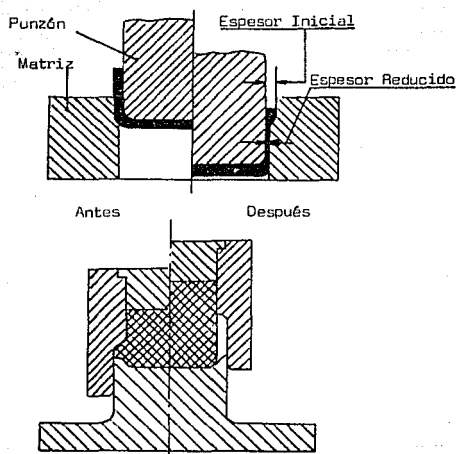 Punzón
Espesor Inicial
Matriz
Espesor Reducido
Antes
Después